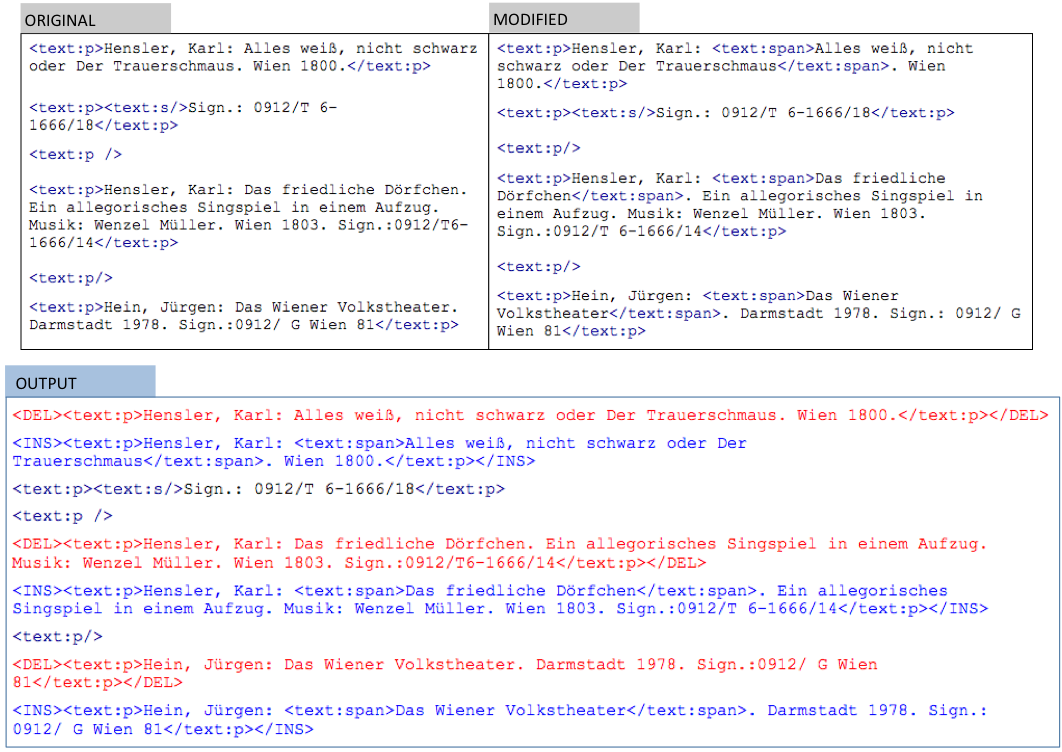 ORIGINAL
<text:p>Hensler, Karl: Alles weiß, nicht schwarz
oder Der Trauerschmaus. Wien 1800.</text:p>
<text:p><text:s/>Sign.: 0912/T 6-
1666/18</text:p>
<text:p />
<text:p>Hensler, Karl: Das friedliche Dörfchen.
Ein allegorisches Singspiel in einem Aufzug.
Musik: Wenzel Müller. Wien 1803. Sign.:0912/T6-
1666/14</text:p>
<text:p/>
<text:p>Hein, Jürgen: Das Wiener Volkstheater.
Darmstadt 1978. Sign.:0912/ G Wien 81</text:p>
MODIFIED
<text:p>Hensler, Karl: <text:span>Alles weiß, nicht
schwarz oder Der Trauerschmaus</text:span>. Wien
1800.</text:p>
<text:p><text:s/>Sign.: 0912/T 6-1666/18</text:p>
<text:p/>
<text:p>Hensler, Karl: <text:span>Das friedliche
Dörfchen</text:span>. Ein allegorisches Singspiel in
einem Aufzug. Musik: Wenzel Müller. Wien 1803.
Sign.:0912/T 6-1666/14</text:p>
<text:p/>
<text:p>Hein, Jürgen: <text:span>Das Wiener
Volkstheater</text:span>. Darmstadt 1978. Sign.: 0912/ G
Wien 81</text:p>
OUTPUT
<DEL><text:p>Hensler, Karl: Alles weiß, nicht schwarz oder Der Trauerschmaus. Wien 1800.</text:p></DEL>
<INS><text:p>Hensler, Karl: <text:span>Alles weiß, nicht schwarz oder Der
Trauerschmaus</text:span>. Wien 1800.</text:p></INS>
<text:p><text:s/>Sign.: 0912/T 6-1666/18</text:p>
<text:p />
<DEL><text:p>Hensler, Karl: Das friedliche Dörfchen. Ein allegorisches Singspiel in einem Aufzug.
Musik: Wenzel Müller. Wien 1803. Sign.:0912/T6-1666/14</text:p></DEL>
<INS><text:p>Hensler, Karl: <text:span>Das friedliche Dörfchen</text:span>. Ein allegorisches
Singspiel in einem Aufzug. Musik: Wenzel Müller. Wien 1803. Sign.:0912/T 6-1666/14</text:p></INS>
<text:p/>
<DEL><text:p>Hein, Jürgen: Das Wiener Volkstheater. Darmstadt 1978. Sign.:0912/ G Wien
81</text:p></DEL>
<INS><text:p>Hein, Jürgen: <text:span>Das Wiener Volkstheater</text:span>. Darmstadt 1978. Sign.:
0912/ G Wien 81</text:p></INS>